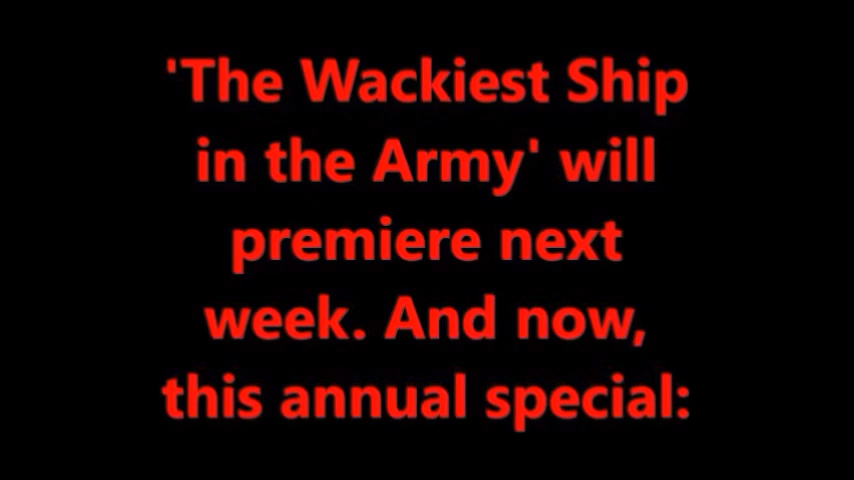 'The Wackiest Ship
in the Army' will
premiere next
week. And now,
this annual special: